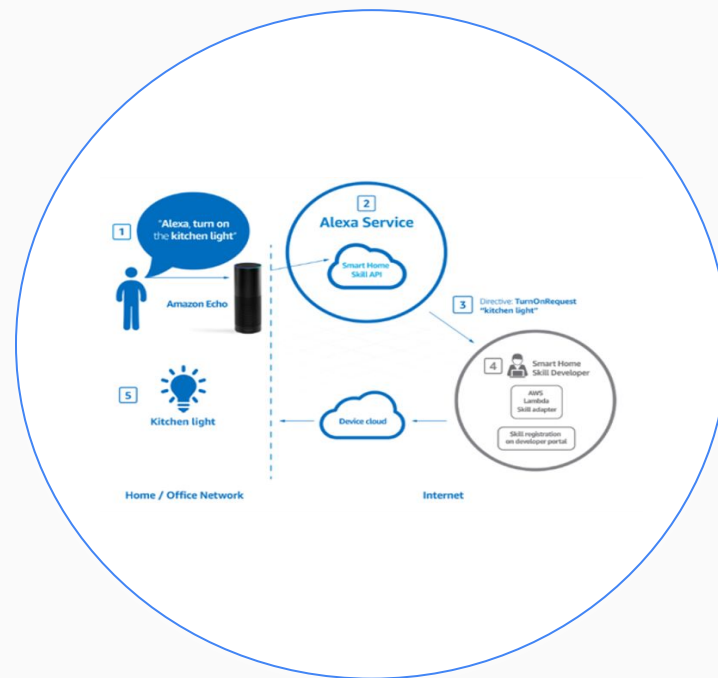 1
"Alexa, turn on
the kitchen light"
Amazon Echo
2
Alexa Service
Smart Home
Skill API
3
Directive: TurnOnRequest
"kitchen light"
4
Smart Home
Skill Developer
AWS
Lambda
Skill adapter
Skill registration
on developer portal
Device cloud
5
Kitchen light
Home / Office Network
Internet